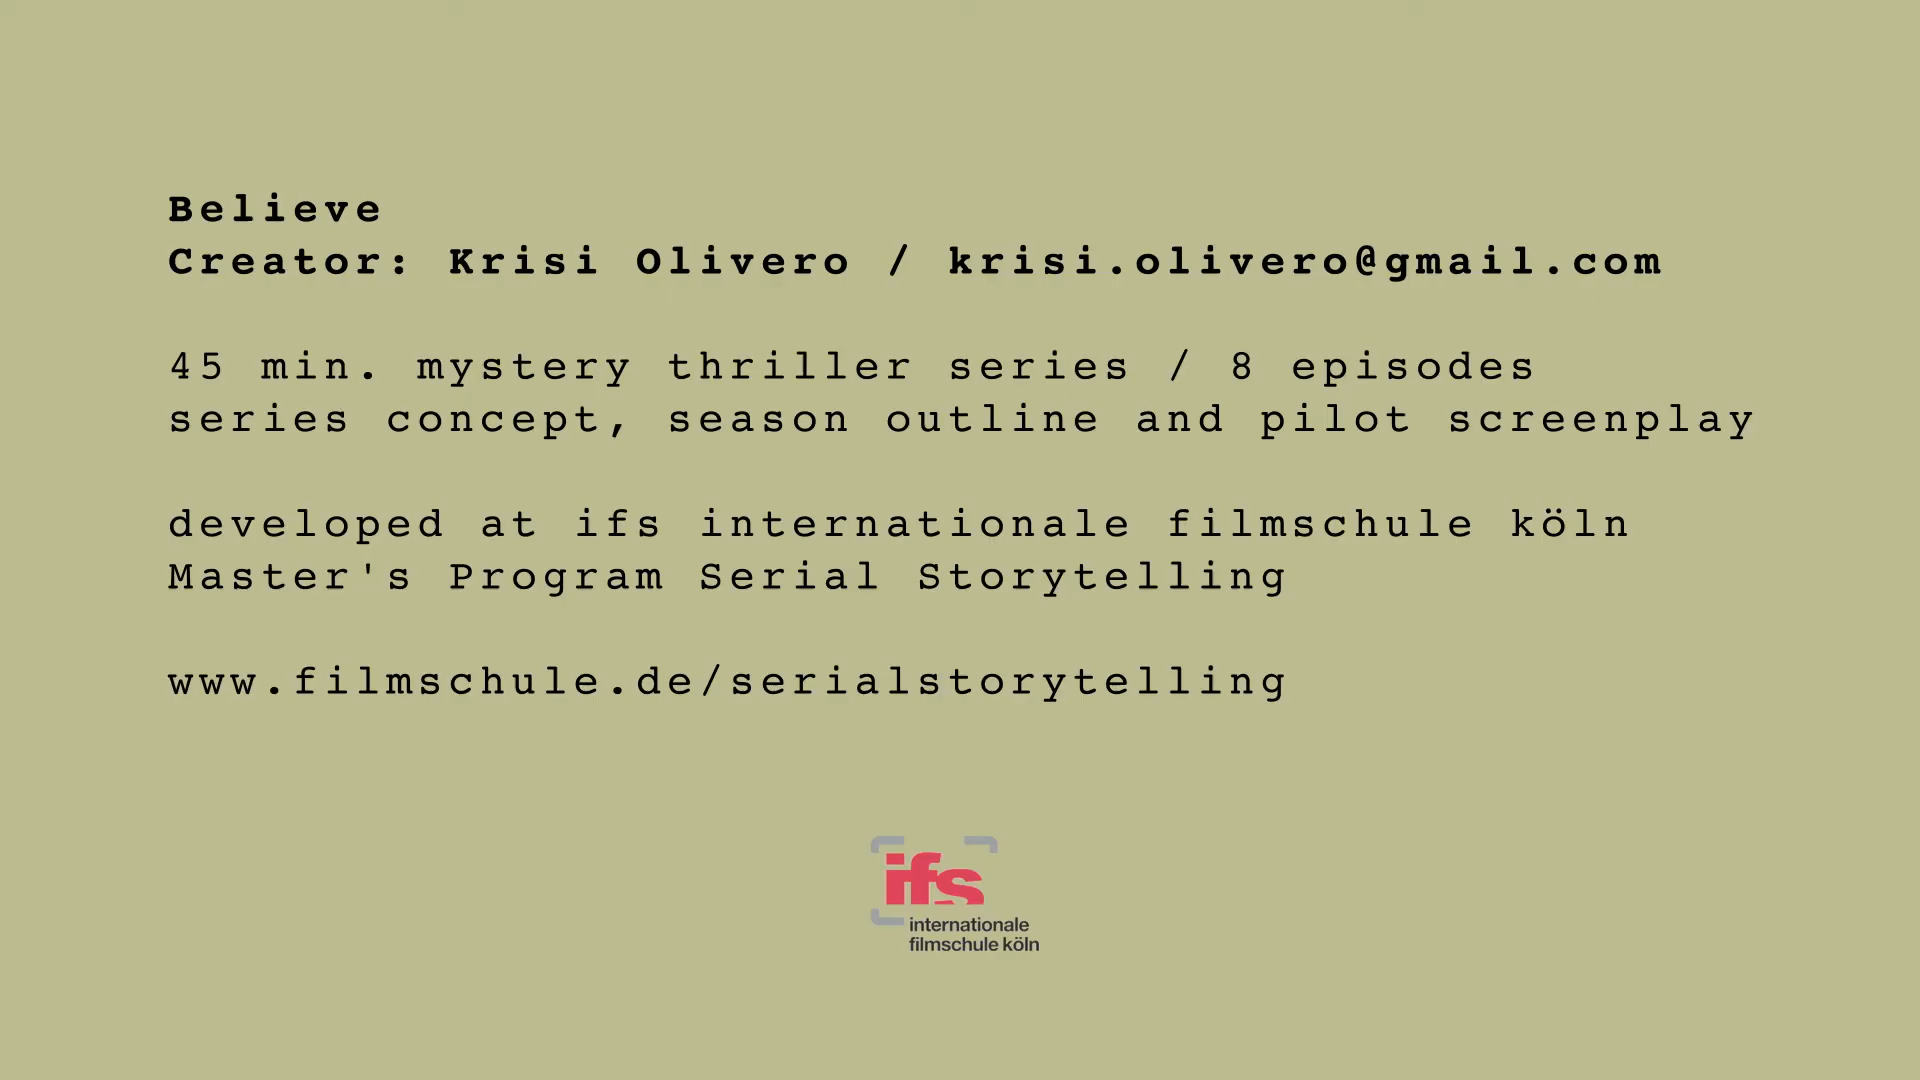 Believe
Creator: Krisi Olivero / krisi.olivero@gmail.com
45 min. mystery thriller series / 8 episodes
series concept, season outline and pilot screenplay
developed at ifs internationale filmschule köln
Master's Program Serial Storytelling
www.filmschule.de/serialstorytelling
ifs
internationale
filmschule köln